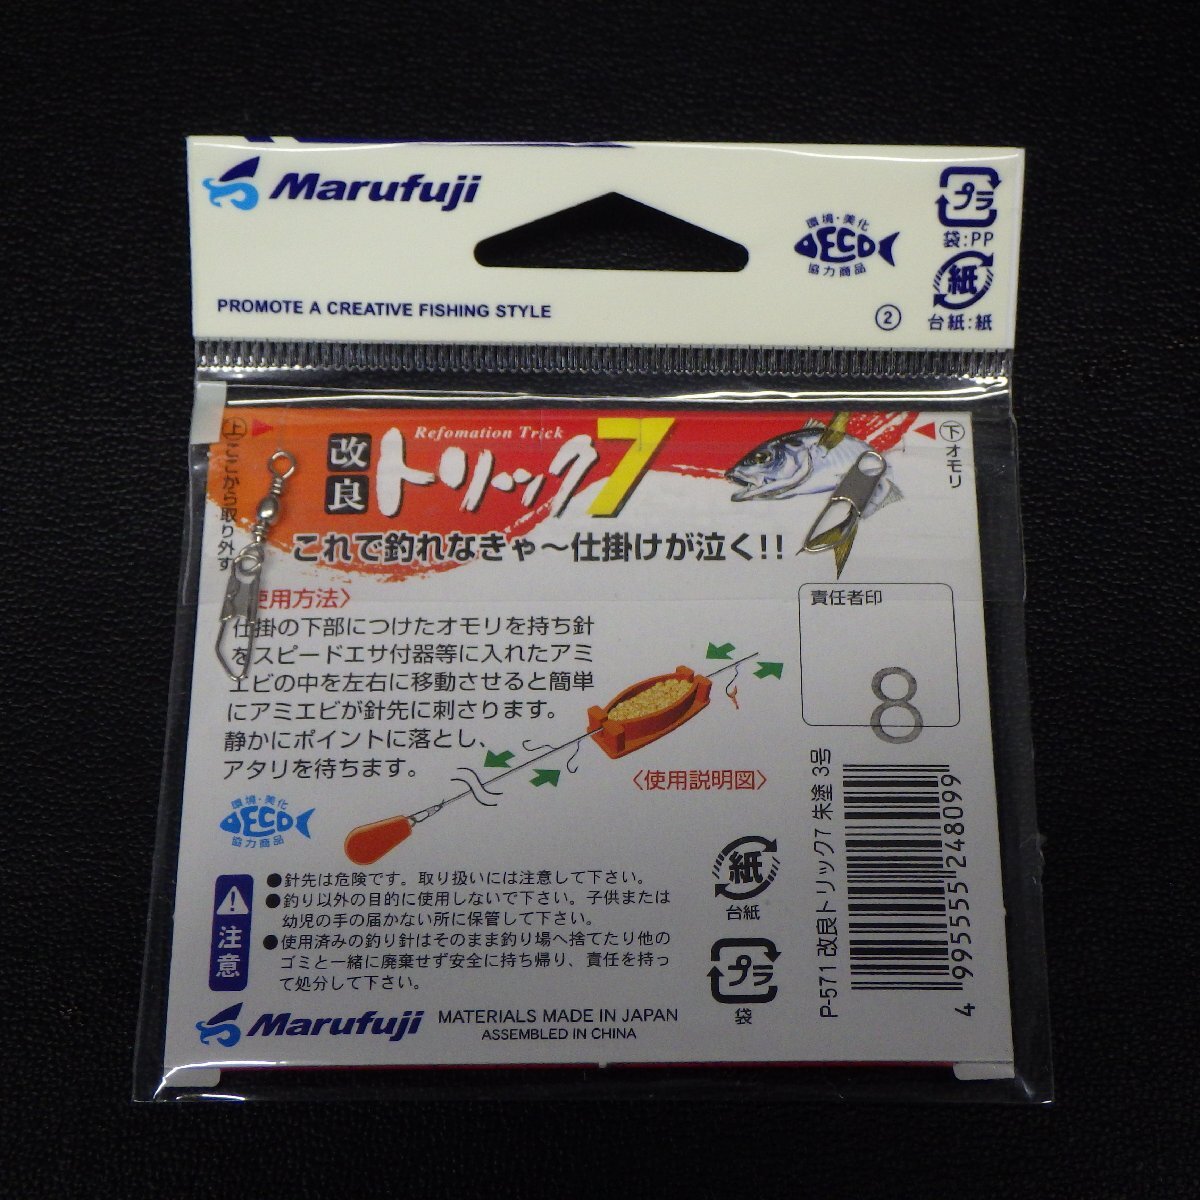 Marufuji
PROMOTE A CREATIVE FISHING STYLE
環境・美化
ECO
協力商品
②
プラ
袋:PP
紙
台紙:紙
上 ここから取り外す
Refomation Trick
改良 トリック7
下 オモリ
これで釣れなきゃ〜仕掛けが泣く!!
使用方法〉
仕掛の下部につけたオモリを持ち針
をスピードエサ付器等に入れたアミ
エビの中を左右に移動させると簡単
にアミエビが針先に刺さります。
静かにポイントに落とし、
アタリを待ちます。
〈使用説明図〉
責任者印
8
環境・美化
ECO
協力商品
注意
●針先は危険です。取り扱いには注意して下さい。
●釣り以外の目的に使用しないで下さい。子供または
幼児の手の届かない所に保管して下さい。
●使用済みの釣り針はそのまま釣り場へ捨てたり他の
ゴミと一緒に廃棄せず安全に持ち帰り、責任を持っ
て処分して下さい。
紙
台紙
プラ
袋
P-571 改良トリック7 朱塗 3号
4 995555 248099
Marufuji
MATERIALS MADE IN JAPAN
ASSEMBLED IN CHINA